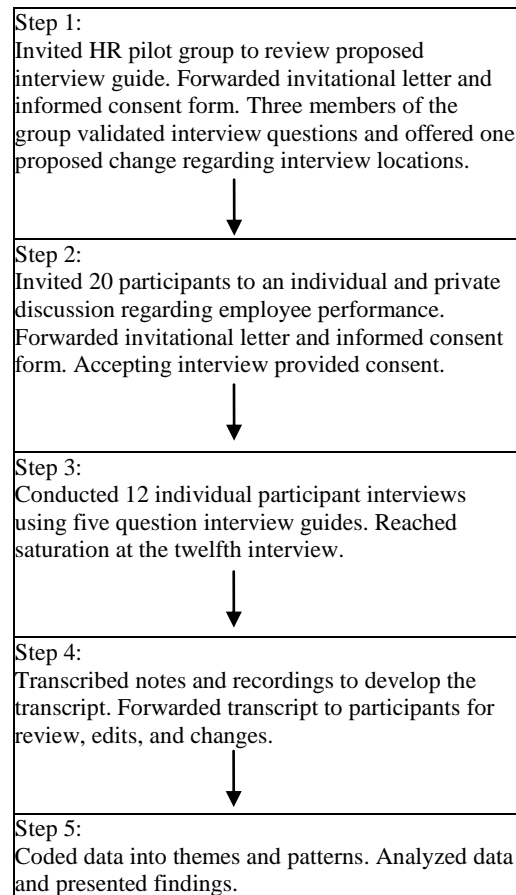 Step 1:
Invited HR pilot group to review proposed
interview guide. Forwarded invitational letter and
informed consent form. Three members of the
group validated interview questions and offered one
proposed change regarding interview locations.
Step 2:
Invited 20 participants to an individual and private
discussion regarding employee performance.
Forwarded invitational letter and informed consent
form. Accepting interview provided consent.
Step 3:
Conducted 12 individual participant interviews
using five question interview guides. Reached
saturation at the twelfth interview.
Step 4:
Transcribed notes and recordings to develop the
transcript. Forwarded transcript to participants for
review, edits, and changes.
Step 5:
Coded data into themes and patterns. Analyzed data
and presented findings.